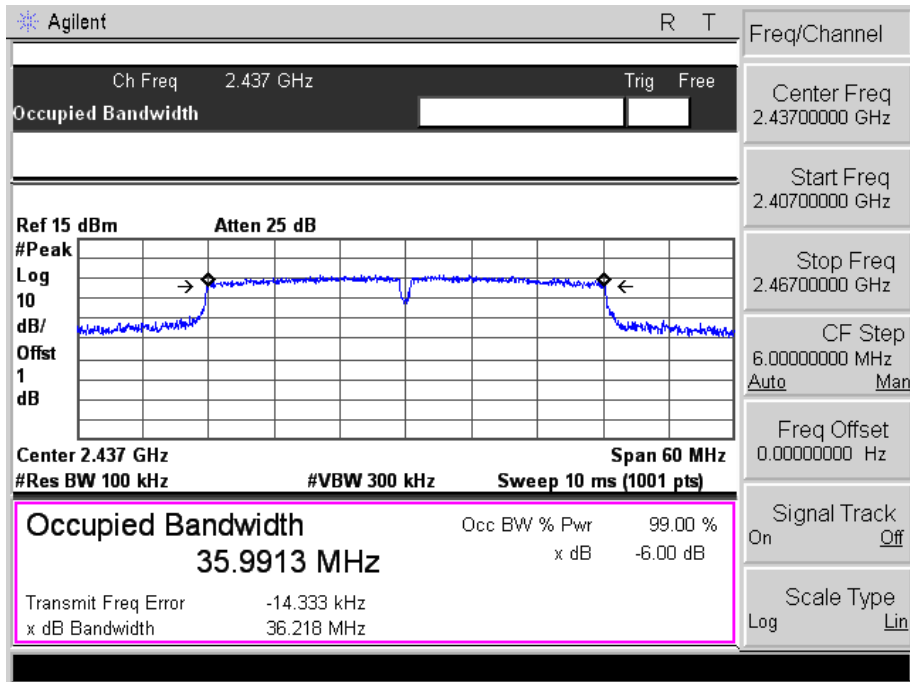 Agilent R T
Ch Freq 2.437 GHz Trig Free
Occupied Bandwidth
Ref 15 dBm Atten 25 dB
#Peak
Log
10
dB/
Offst
1
dB
Center 2.437 GHz Span 60 MHz
#Res BW 100 kHz #VBW 300 kHz Sweep 10 ms (1001 pts)
Occupied Bandwidth Occ BW % Pwr 99.00 %
35.9913 MHz x dB -6.00 dB
Transmit Freq Error -14.333 kHz
x dB Bandwidth 36.218 MHz
Freq/Channel
Center Freq
2.43700000 GHz
Start Freq
2.40700000 GHz
Stop Freq
2.46700000 GHz
CF Step
6.00000000 MHz
Auto Man
Freq Offset
0.00000000 Hz
Signal Track
On Off
Scale Type
Log Lin